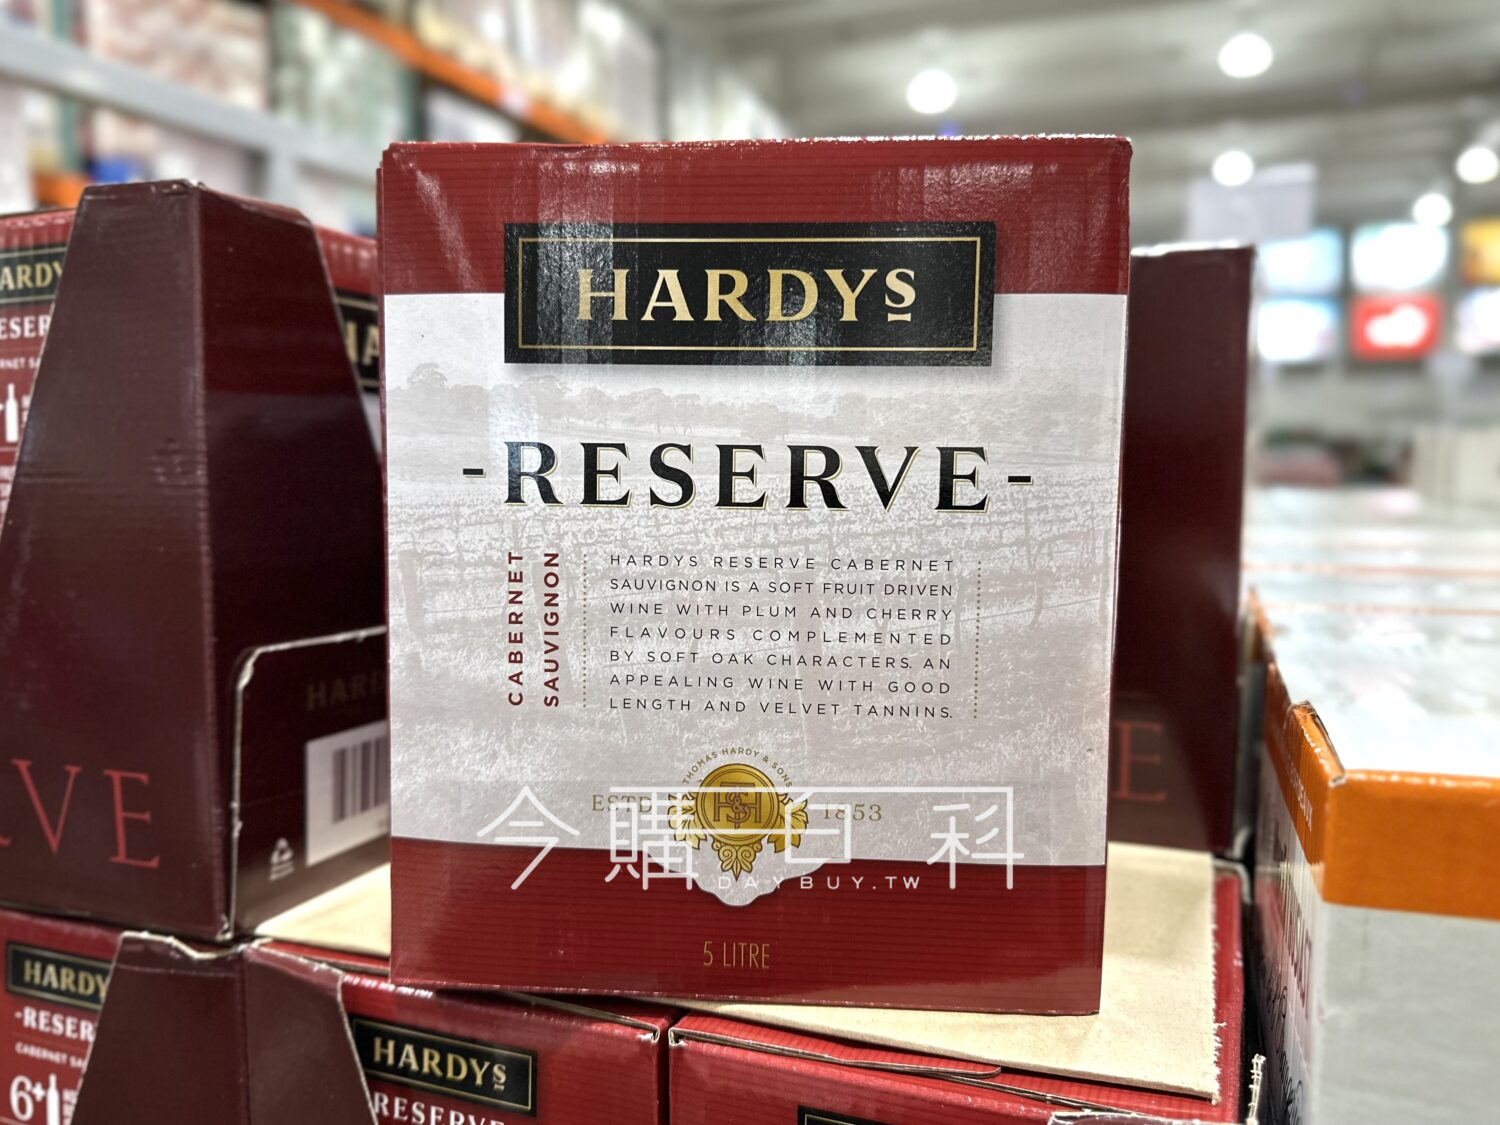 HARDYS
-RESERVE-
CABERNET
SAUVIGNON
HARDYS RESERVE CABERNET
SAUVIGNON IS A SOFT FRUIT DRIVEN
WINE WITH PLUM AND CHERRY
FLAVOURS COMPLEMENTED
BY SOFT OAK CHARACTERS. AN
APPEALING WINE WITH GOOD
LENGTH AND VELVET TANNINS.
THOMAS HARDY & SONS
ESTD 1853
今購百科
DAYBUY.TW
5 LITRE
HARDYS
-RESERVE
CABERNET
6+
HARDYS
RESERVE